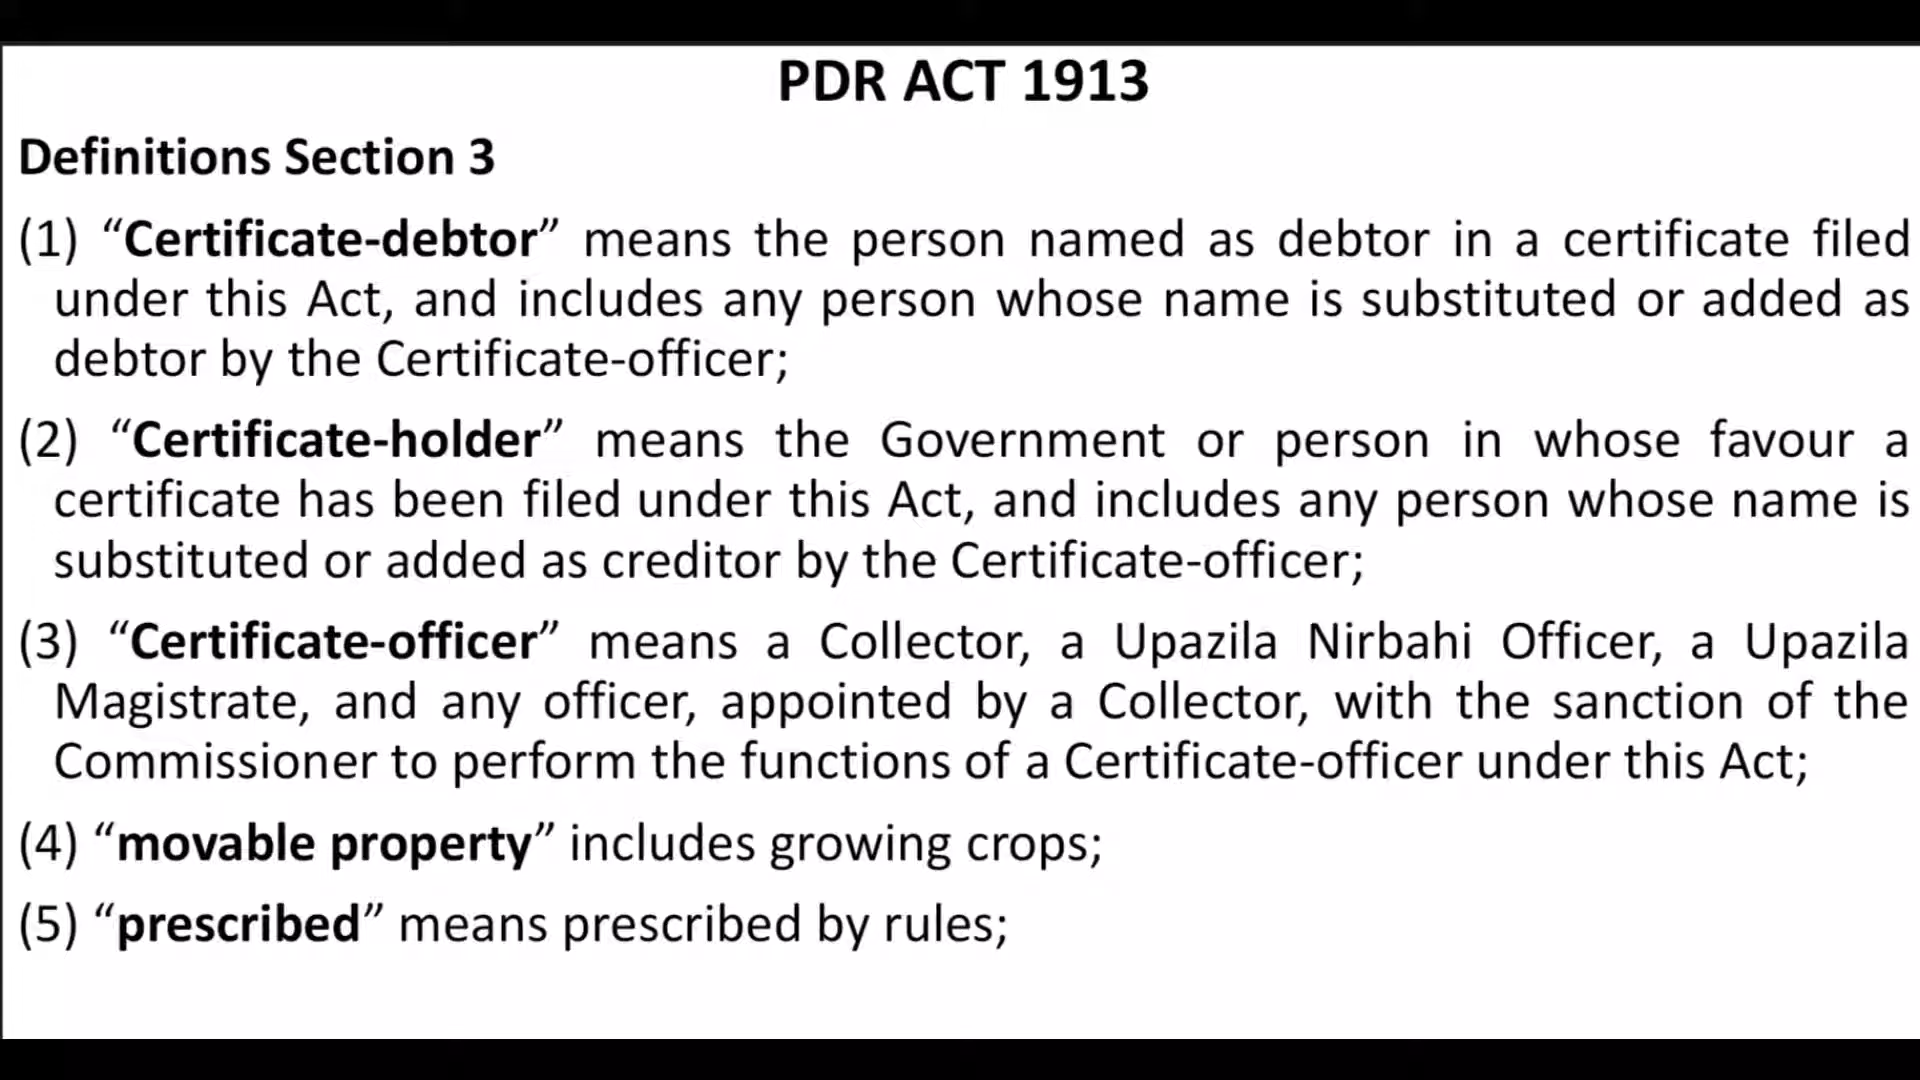 PDR ACT 1913
Definitions Section 3
(1) “Certificate-debtor” means the person named as debtor in a certificate filed
under this Act, and includes any person whose name is substituted or added as
debtor by the Certificate-officer;
(2) “Certificate-holder” means the Government or person in whose favour a
certificate has been filed under this Act, and includes any person whose name is
substituted or added as creditor by the Certificate-officer;
(3) “Certificate-officer” means a Collector, a Upazila Nirbahi Officer, a Upazila
Magistrate, and any officer, appointed by a Collector, with the sanction of the
Commissioner to perform the functions of a Certificate-officer under this Act;
(4) “movable property” includes growing crops;
(5) “prescribed” means prescribed by rules;